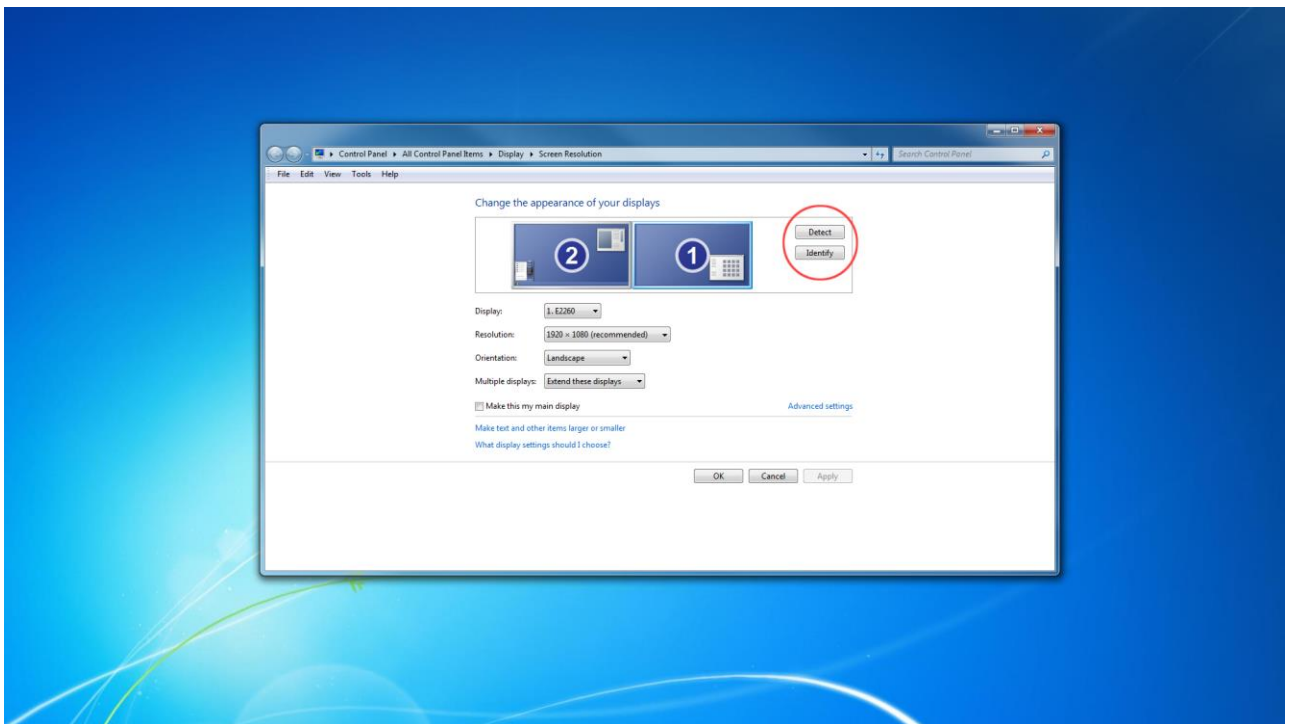 Control Panel ▸ All Control Panel Items ▸ Display ▸ Screen Resolution
Search Control Panel
File Edit View Tools Help
Change the appearance of your displays
2
1
Detect
Identify
Display: 1. E2260
Resolution: 1920 × 1080 (recommended)
Orientation: Landscape
Multiple displays: Extend these displays
Make this my main display
Advanced settings
Make text and other items larger or smaller
What display settings should I choose?
OK Cancel Apply